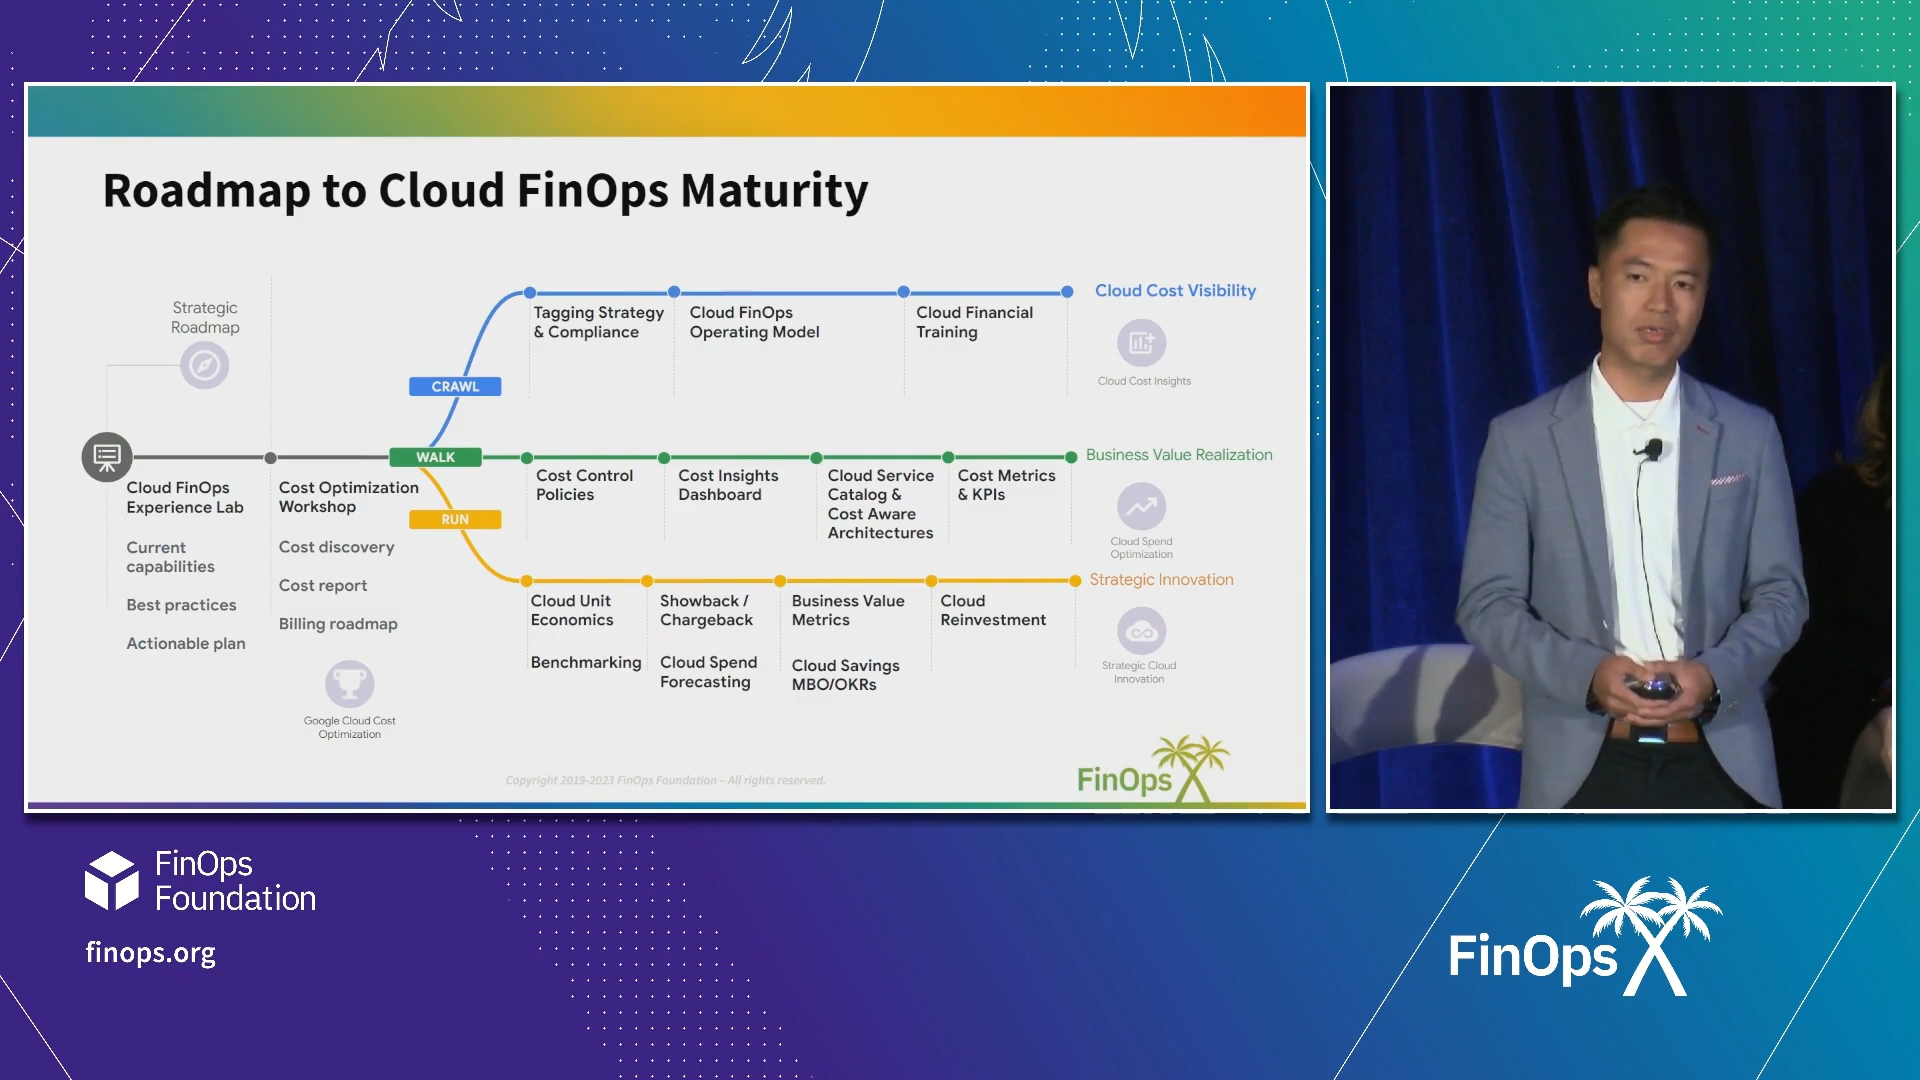 Roadmap to Cloud FinOps Maturity
Strategic
Roadmap
Cloud FinOps
Experience Lab
Current
capabilities
Best practices
Actionable plan
Cost Optimization
Workshop
Cost discovery
Cost report
Billing roadmap
Google Cloud Cost
Optimization
CRAWL
WALK
RUN
Tagging Strategy
& Compliance
Cloud FinOps
Operating Model
Cloud Financial
Training
Cloud Cost Visibility
Cloud Cost Insights
Cost Control
Policies
Cost Insights
Dashboard
Cloud Service
Catalog &
Cost Aware
Architectures
Cost Metrics
& KPIs
Business Value Realization
Cloud Spend
Optimization
Cloud Unit
Economics
Benchmarking
Showback /
Chargeback
Cloud Spend
Forecasting
Business Value
Metrics
Cloud Savings
MBO/OKRs
Cloud
Reinvestment
Strategic Innovation
Strategic Cloud
Innovation
Copyright 2019-2023 FinOps Foundation – All rights reserved.
FinOps X
FinOps
Foundation
finops.org
FinOps X